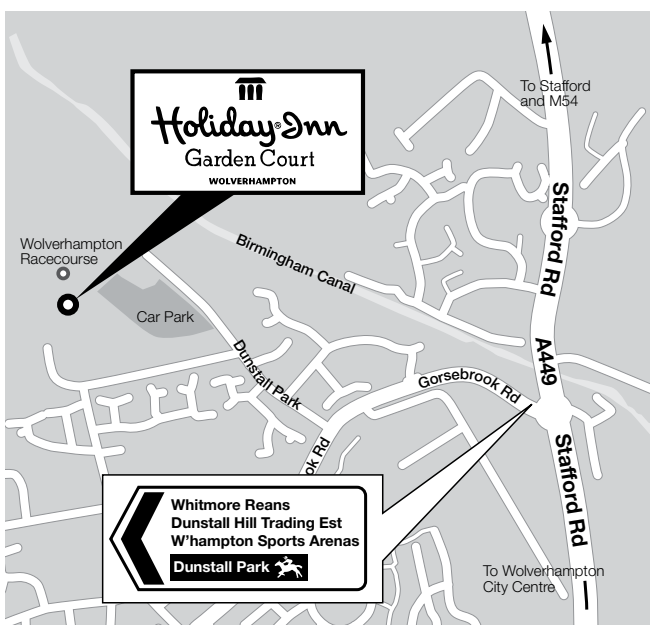 To Stafford
and M54
Holiday Inn®
Garden Court
WOLVERHAMPTON
Stafford Rd
Wolverhampton
Racecourse
Birmingham Canal
Car Park
A449
Dunstall Park
Gorsebrook Rd
ok Rd
Stafford Rd
Whitmore Reans
Dunstall Hill Trading Est
W'hampton Sports Arenas
Dunstall Park
To Wolverhampton
City Centre